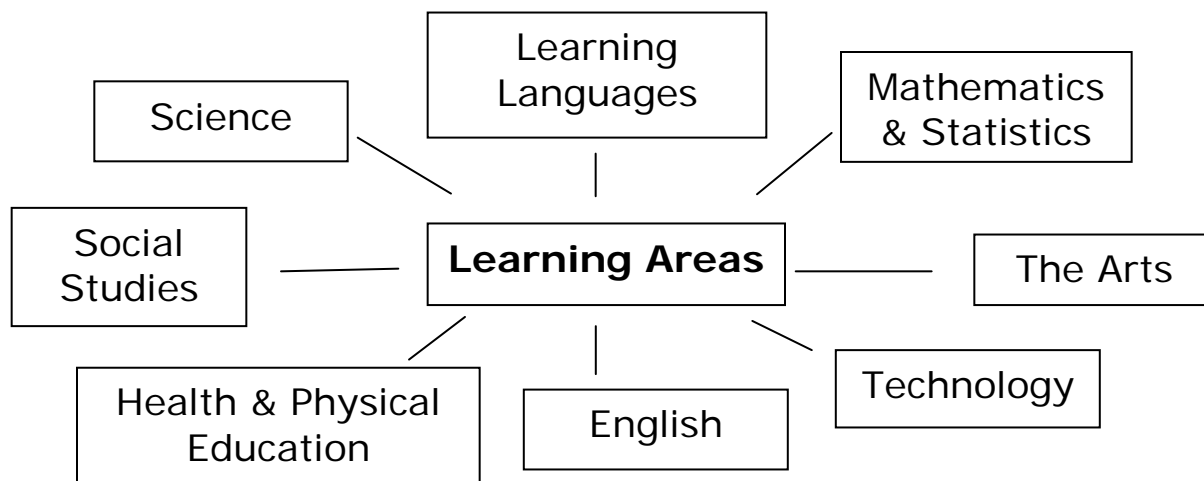 Learning
Languages
Mathematics
& Statistics
Science
Social
Studies
Learning Areas
The Arts
Technology
Health & Physical
Education
English